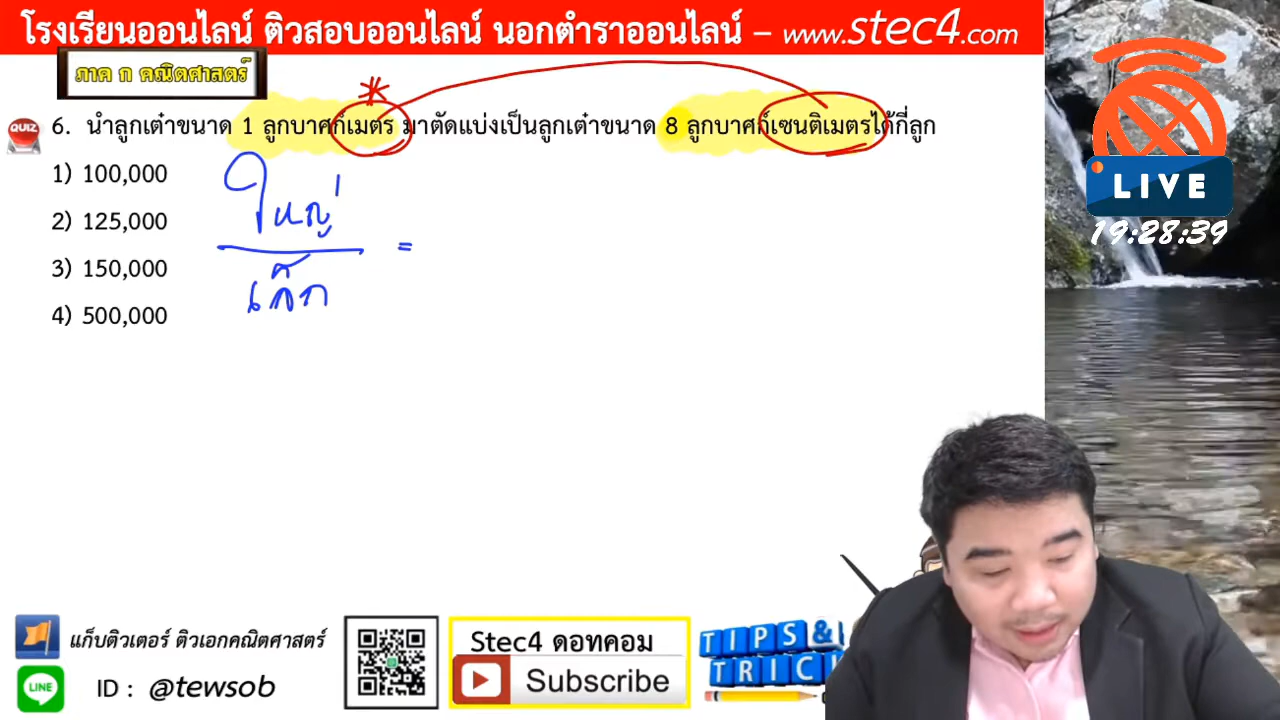 โรงเรียนออนไลน์ ติวสอบออนไลน์ นอกตำราออนไลน์ – www.stec4.com
ภาค ก คณิตศาสตร์
QUIZ
6. นำลูกเต๋าขนาด 1 ลูกบาศก์เมตร มาตัดแบ่งเป็นลูกเต๋าขนาด 8 ลูกบาศก์เซนติเมตรได้กี่ลูก
1) 100,000
2) 125,000
3) 150,000
4) 500,000
ใหญ่
เล็ก
=
LIVE
19:28:39
แก็บติวเตอร์ ติวเอกคณิตศาสตร์
LINE
ID : @tewsob
Stec4 ดอทคอม
Subscribe
TIPS &
TRIC